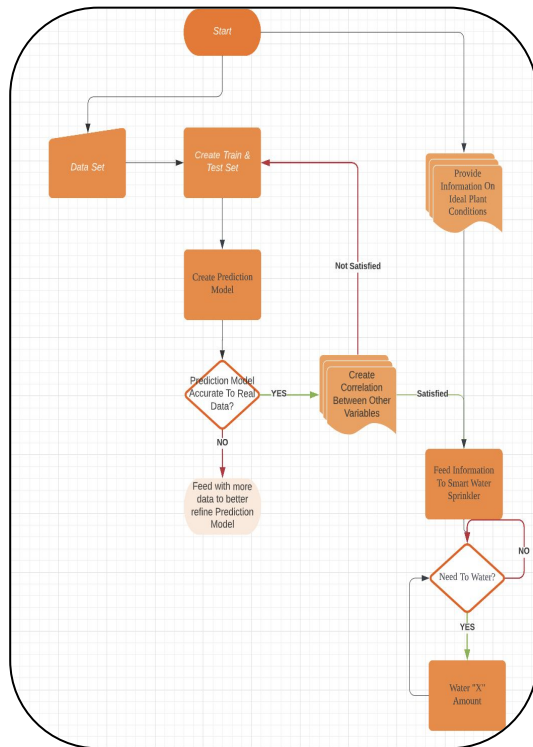 Start
Data Set
Create Train &
Test Set
Provide
Information On
Ideal Plant
Conditions
Not Satisfied
Create Prediction
Model
Prediction Model
Accurate To Real
Data?
YES
Create
Correlation
Between Other
Variables
Satisfied
NO
Feed with more
data to better
refine Prediction
Model
Feed Information
To Smart Water
Sprinkler
NO
Need To Water?
YES
Water "X"
Amount